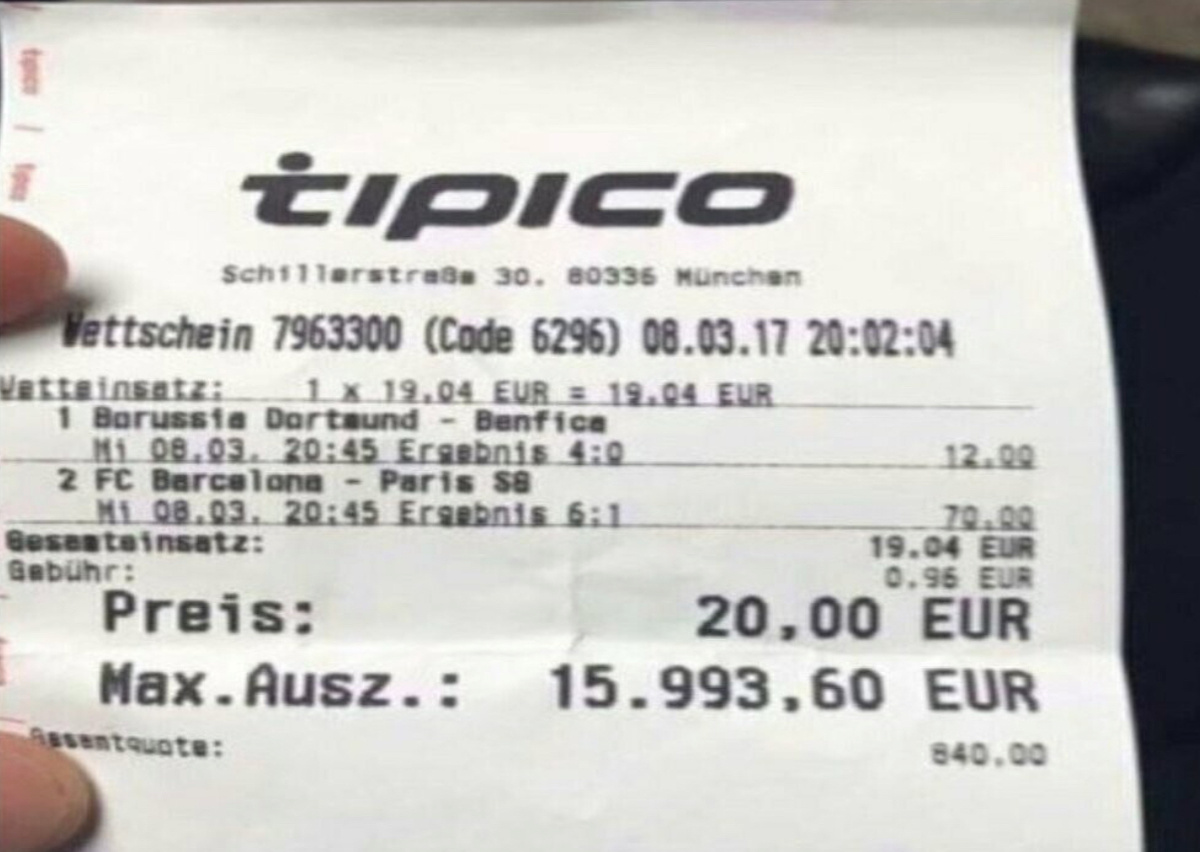 tipico / tipico
tipico
Schillerstraße 30. 80336 München
Wettschein 7963300 (Code 6296) 08.03.17 20:02:04
Wetteinsatz: 1 x 19.04 EUR = 19.04 EUR
1 Borussia Dortmund - Benfica
Mi 08.03. 20:45 Ergebnis 4:0 12.00
2 FC Barcelona - Paris SG
Mi 08.03. 20:45 Ergebnis 6:1 70.00
Gesamteinsatz: 19.04 EUR
Gebühr: 0.96 EUR
Preis: 20,00 EUR
Max.Ausz.: 15.993,60 EUR
Gesamtquote: 840.00